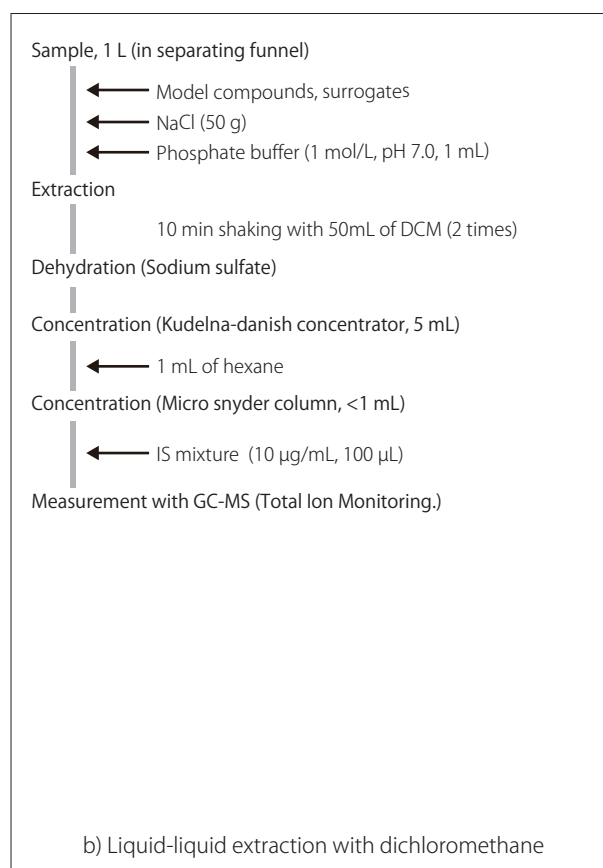 Sample, 1 L (in separating funnel)
Model compounds, surrogates
NaCl (50 g)
Phosphate buffer (1 mol/L, pH 7.0, 1 mL)
Extraction
10 min shaking with 50mL of DCM (2 times)
Dehydration (Sodium sulfate)
Concentration (Kudelna-danish concentrator, 5 mL)
1 mL of hexane
Concentration (Micro snyder column, <1 mL)
IS mixture (10 µg/mL, 100 µL)
Measurement with GC-MS (Total Ion Monitoring.)
b) Liquid-liquid extraction with dichloromethane